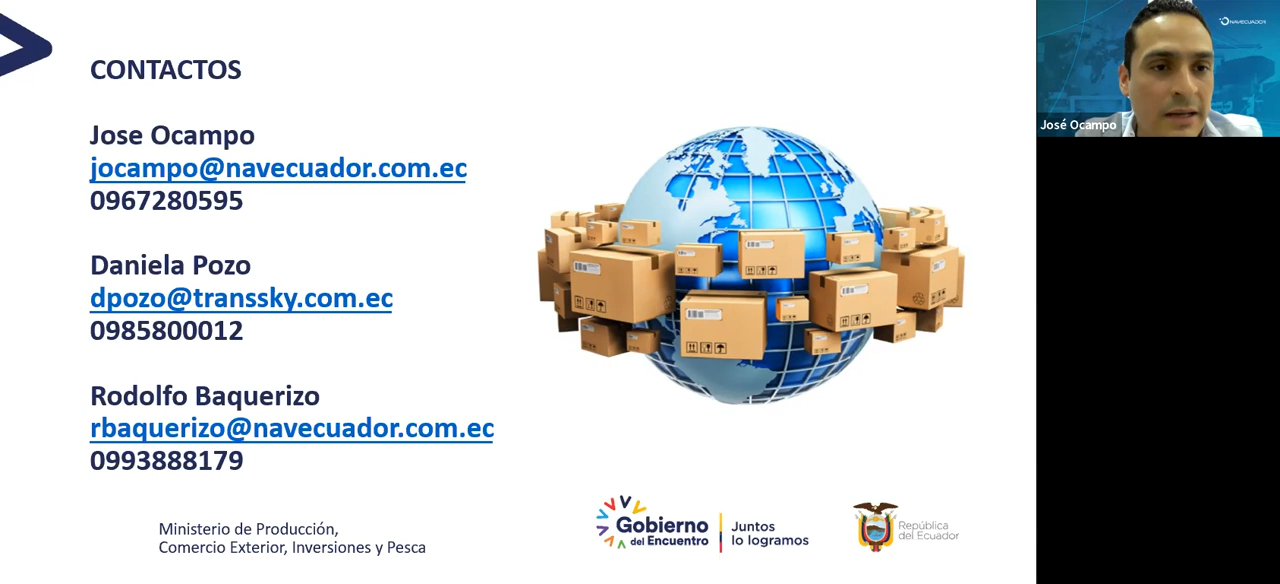 CONTACTOS
Jose Ocampo
jocampo@navecuador.com.ec
0967280595
Daniela Pozo
dpozo@transsky.com.ec
0985800012
Rodolfo Baquerizo
rbaquerizo@navecuador.com.ec
0993888179
Ministerio de Producción,
Comercio Exterior, Inversiones y Pesca
Gobierno
del Encuentro
Juntos
lo logramos
República
del Ecuador
NAVECUADOR
José Ocampo